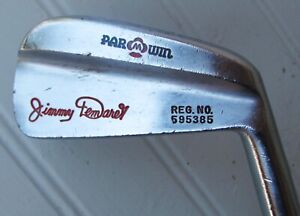 PAR M WIN
Jimmy Demaret
REG. NO.
595385